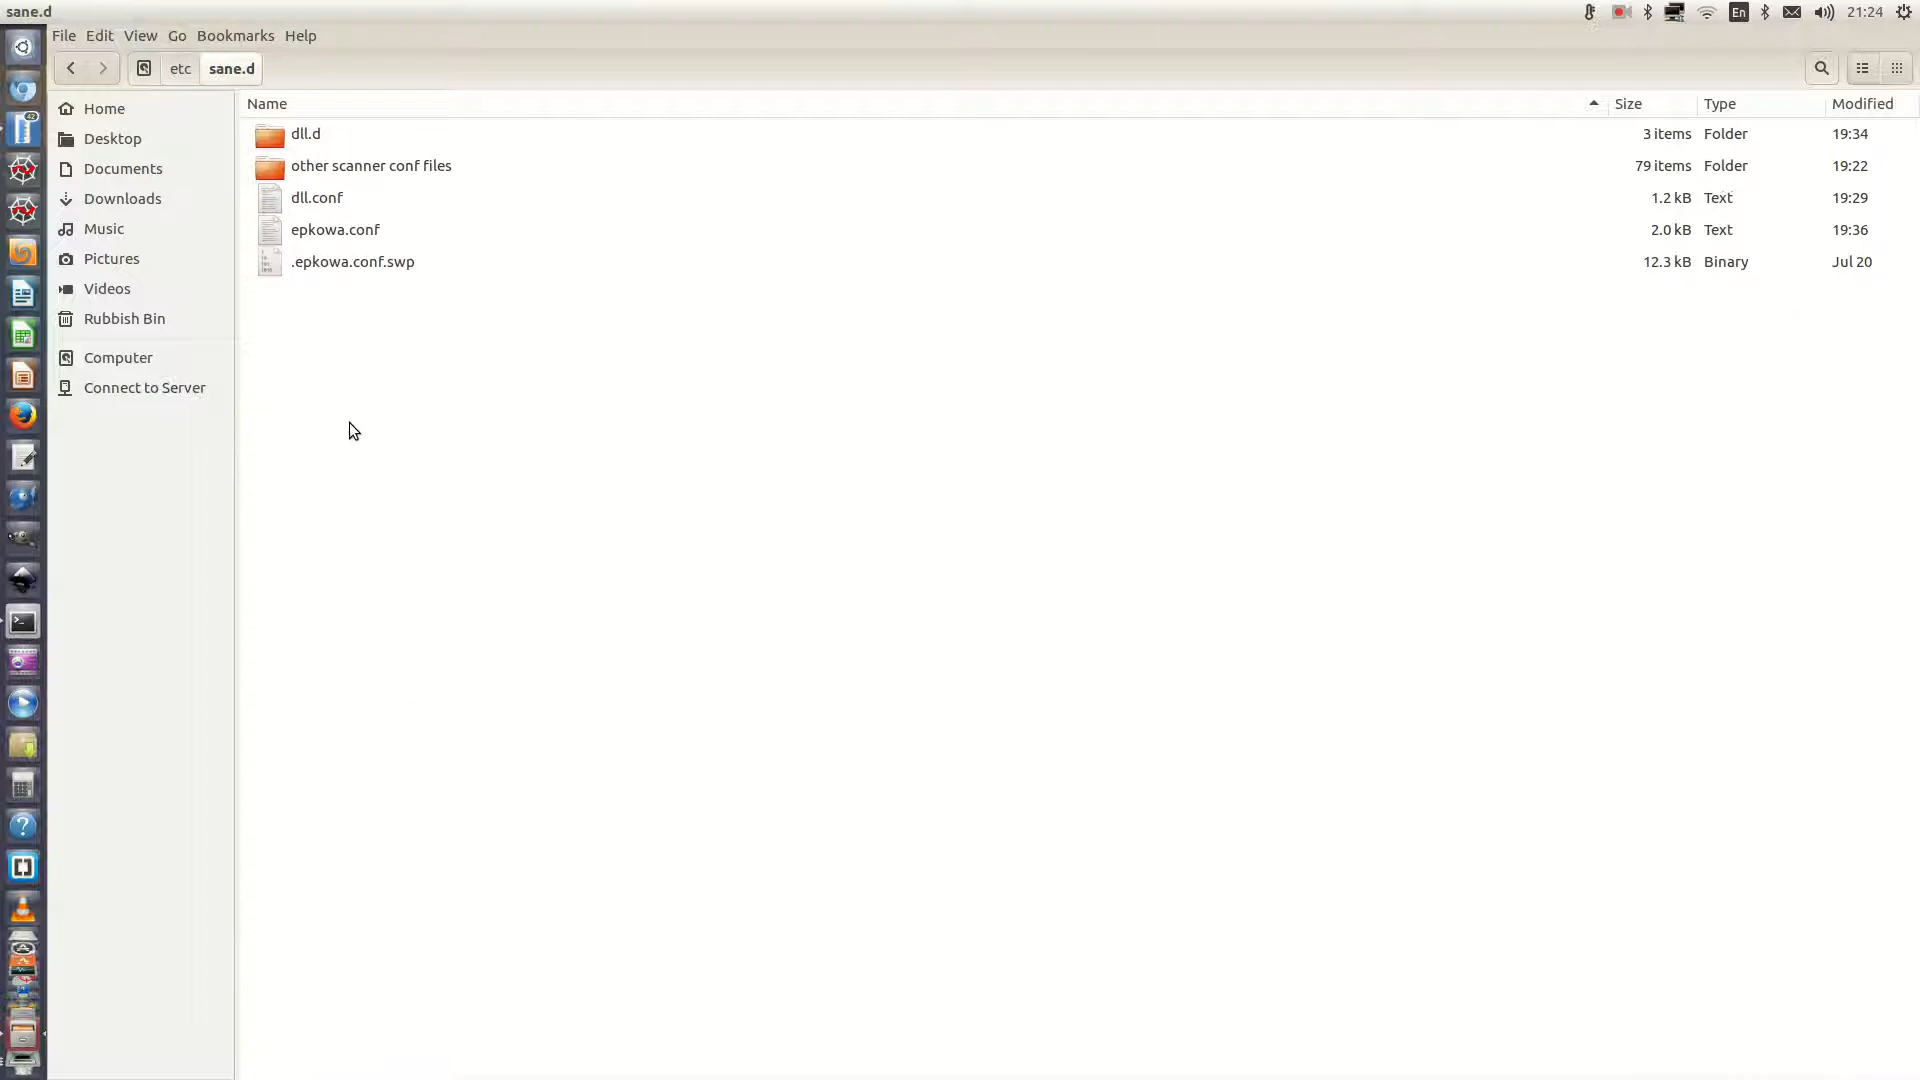 sane.d
En
21:24
File Edit View Go Bookmarks Help
etc sane.d
Home
Desktop
Documents
Downloads
Music
Pictures
Videos
Rubbish Bin
Computer
Connect to Server
Name Size Type Modified
dll.d 3 items Folder 19:34
other scanner conf files 79 items Folder 19:22
dll.conf 1.2 kB Text 19:29
epkowa.conf 2.0 kB Text 19:36
.epkowa.conf.swp 12.3 kB Binary Jul 20